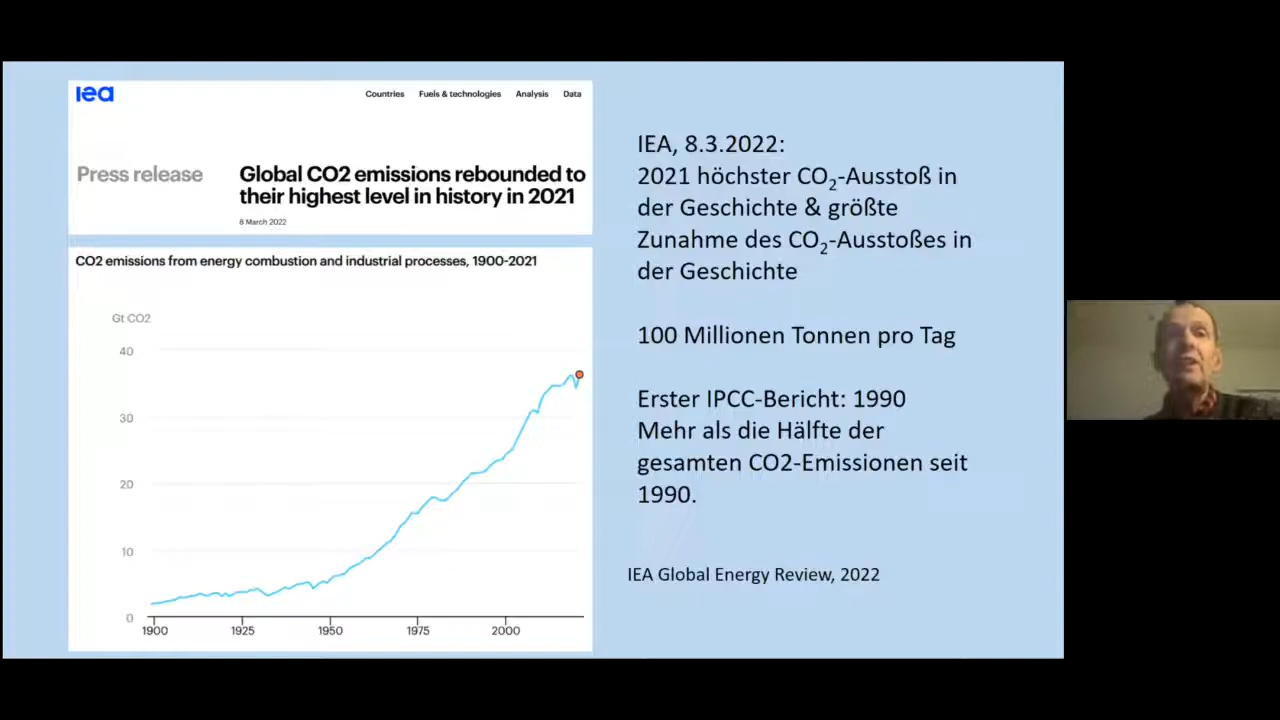 iea
Countries Fuels & technologies Analysis Data
Press release
Global CO2 emissions rebounded to
their highest level in history in 2021
8 March 2022
CO2 emissions from energy combustion and industrial processes, 1900-2021
Gt CO2
40
30
20
10
0
1900 1925 1950 1975 2000
IEA, 8.3.2022:
2021 höchster CO₂-Ausstoß in
der Geschichte & größte
Zunahme des CO₂-Ausstoßes in
der Geschichte
100 Millionen Tonnen pro Tag
Erster IPCC-Bericht: 1990
Mehr als die Hälfte der
gesamten CO2-Emissionen seit
1990.
IEA Global Energy Review, 2022